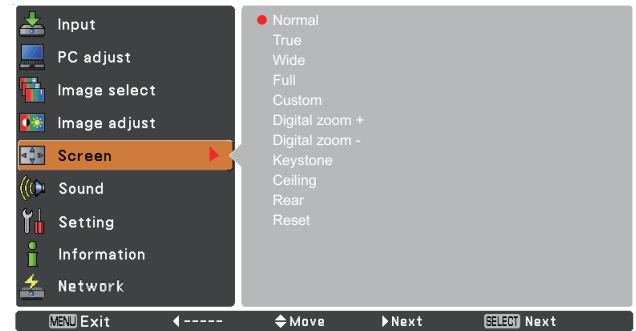 Input
PC adjust
Image select
Image adjust
Screen
Sound
Setting
Information
Network
Normal
True
Wide
Full
Custom
Digital zoom +
Digital zoom -
Keystone
Ceiling
Rear
Reset
MENU Exit ----- Move Next SELECT Next